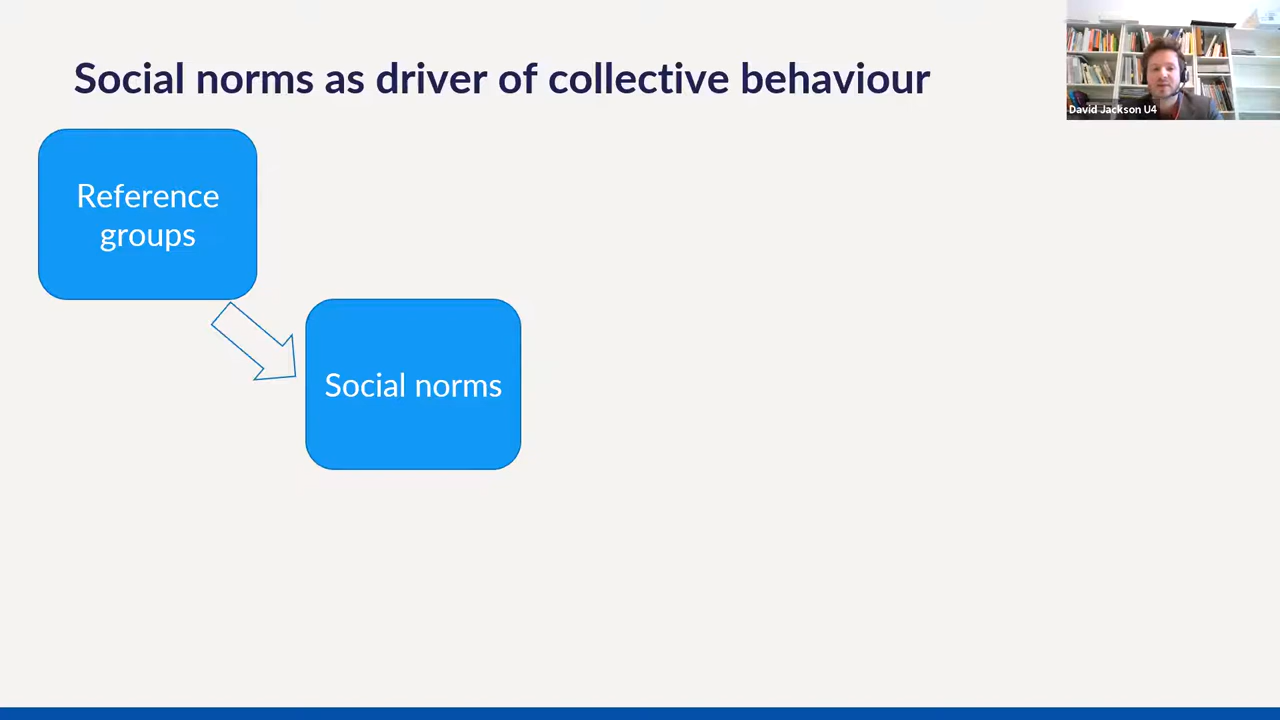 Social norms as driver of collective behaviour
David Jackson U4
Reference
groups
Social norms